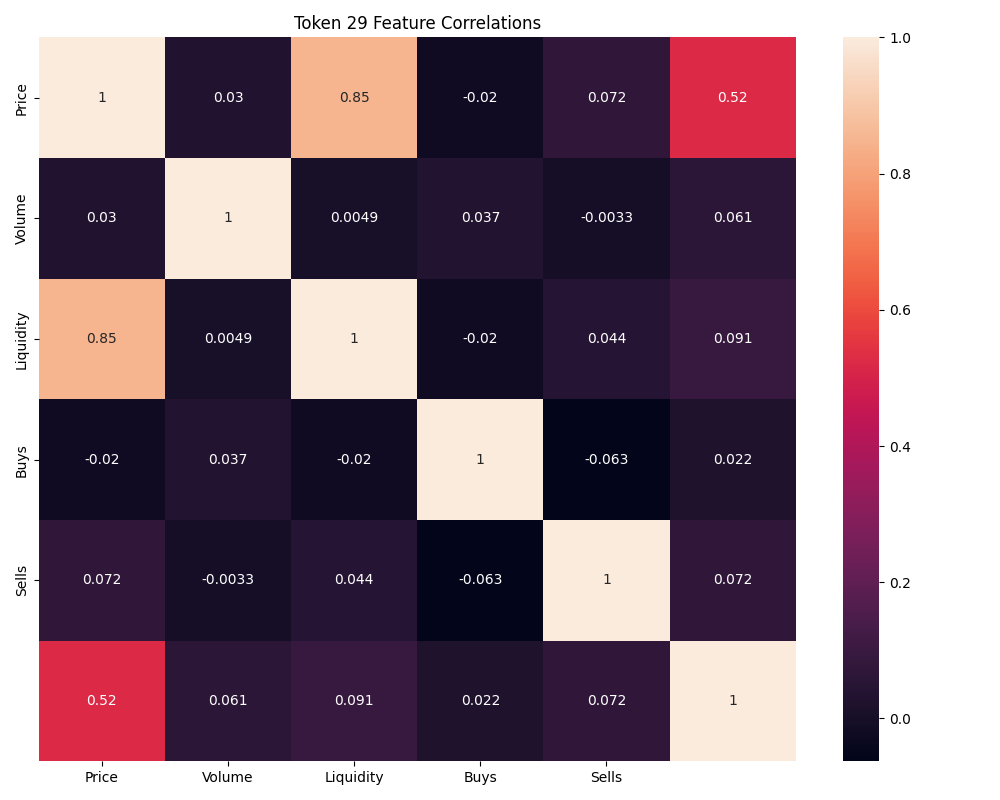 Token 29 Feature Correlations
Price 1 0.03 0.85 -0.02 0.072 0.52
Volume 0.03 1 0.0049 0.037 -0.0033 0.061
Liquidity 0.85 0.0049 1 -0.02 0.044 0.091
Buys -0.02 0.037 -0.02 1 -0.063 0.022
Sells 0.072 -0.0033 0.044 -0.063 1 0.072
0.52 0.061 0.091 0.022 0.072 1
Price Volume Liquidity Buys Sells
1.0
0.8
0.6
0.4
0.2
0.0